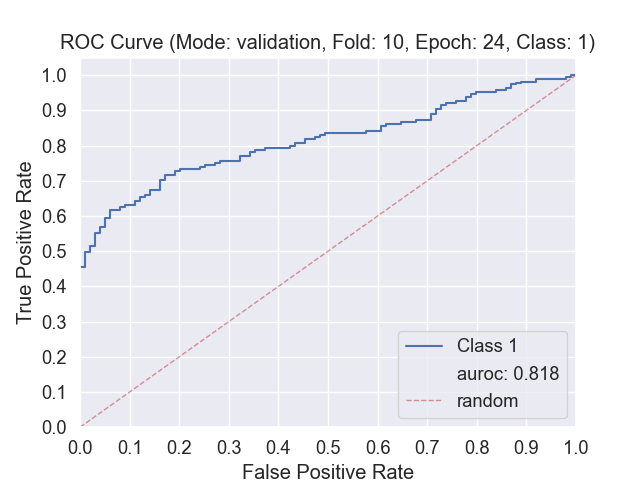 ROC Curve (Mode: validation, Fold: 10, Epoch: 24, Class: 1)
1.0
0.9
0.8
0.7
0.6
0.5
0.4
0.3
0.2
0.1
0.0
True Positive Rate
Class 1
auroc: 0.818
random
0.0 0.1 0.2 0.3 0.4 0.5 0.6 0.7 0.8 0.9 1.0
False Positive Rate